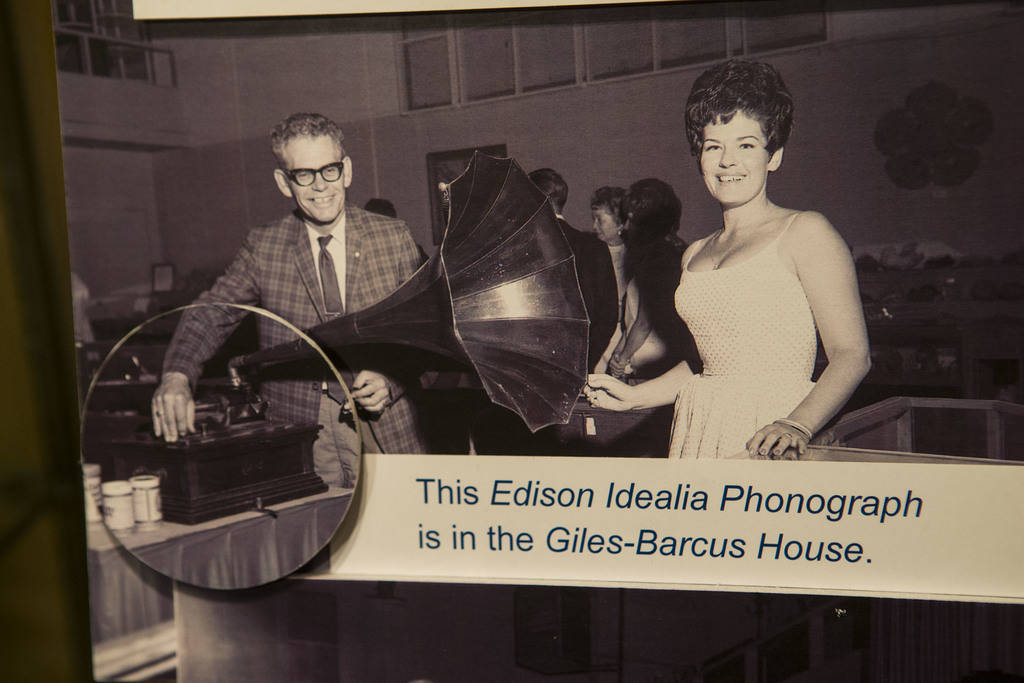 This Edison Idealia Phonograph
is in the Giles-Barcus House.